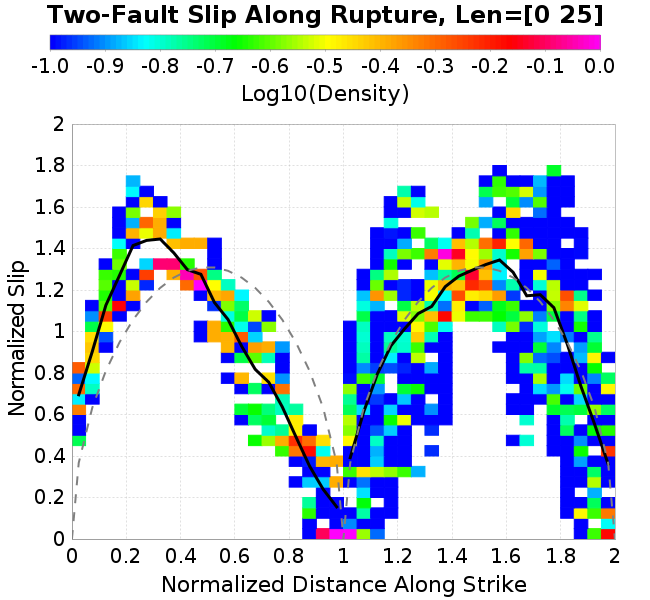 Two-Fault Slip Along Rupture, Len=[0 25]
-1.0 -0.9 -0.8 -0.7 -0.6 -0.5 -0.4 -0.3 -0.2 -0.1 0.0
Log10(Density)
2
1.8
1.6
1.4
1.2
1
0.8
0.6
0.4
0.2
0
Normalized Slip
0 0.2 0.4 0.6 0.8 1 1.2 1.4 1.6 1.8 2
Normalized Distance Along Strike